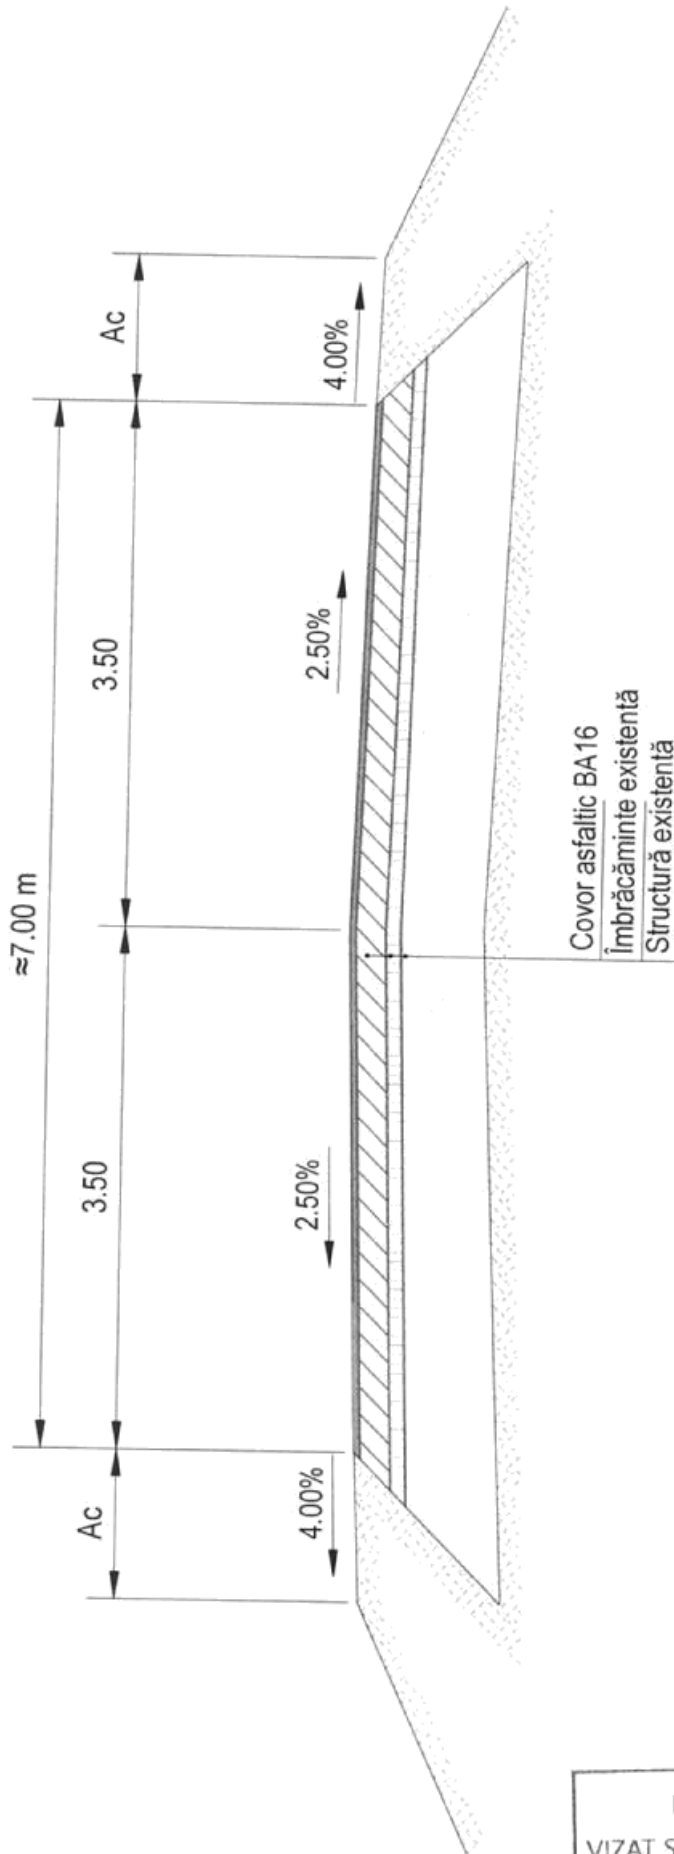 ≈7.00 m
Ac
3.50
3.50
Ac
4.00%
2.50%
2.50%
4.00%
Covor asfaltic BA16
Îmbrăcăminte existentă
Structură existentă
VIZAT